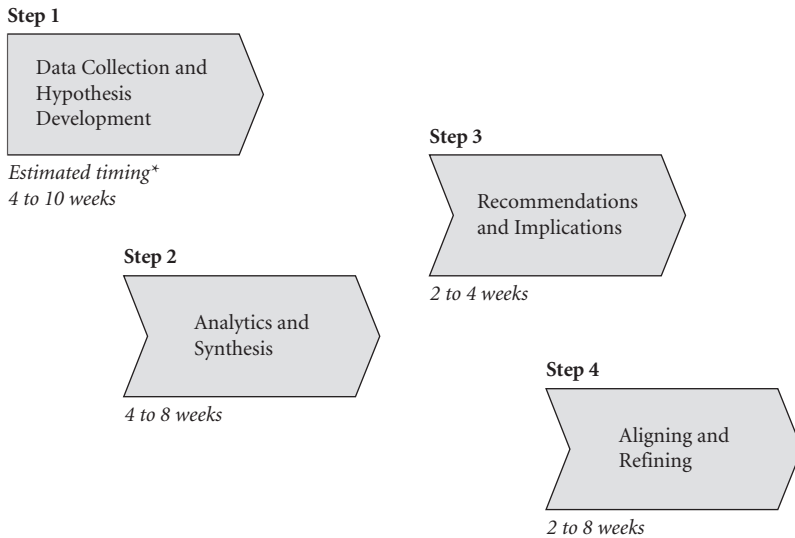 Step 1
Data Collection and
Hypothesis
Development
Estimated timing*
4 to 10 weeks
Step 2
Analytics and
Synthesis
4 to 8 weeks
Step 3
Recommendations
and Implications
2 to 4 weeks
Step 4
Aligning and
Refining
2 to 8 weeks